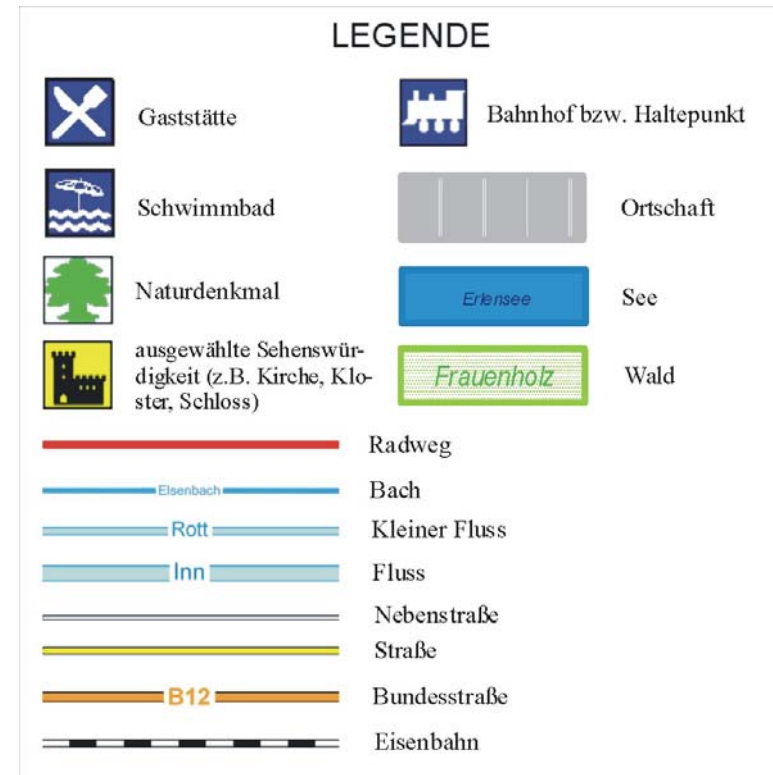 LEGENDE
Gaststätte
Bahnhof bzw. Haltepunkt
Schwimmbad
Ortschaft
Naturdenkmal
Erlensee
See
ausgewählte Sehenswür-
digkeit (z.B. Kirche, Klo-
ster, Schloss)
Frauenholz
Wald
Radweg
Elsenbach
Bach
Rott
Kleiner Fluss
Inn
Fluss
Nebenstraße
Straße
B12
Bundesstraße
Eisenbahn